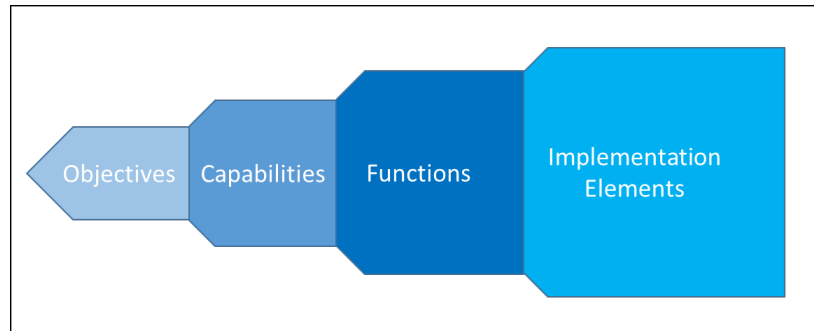 Objectives
Capabilities
Functions
Implementation
Elements